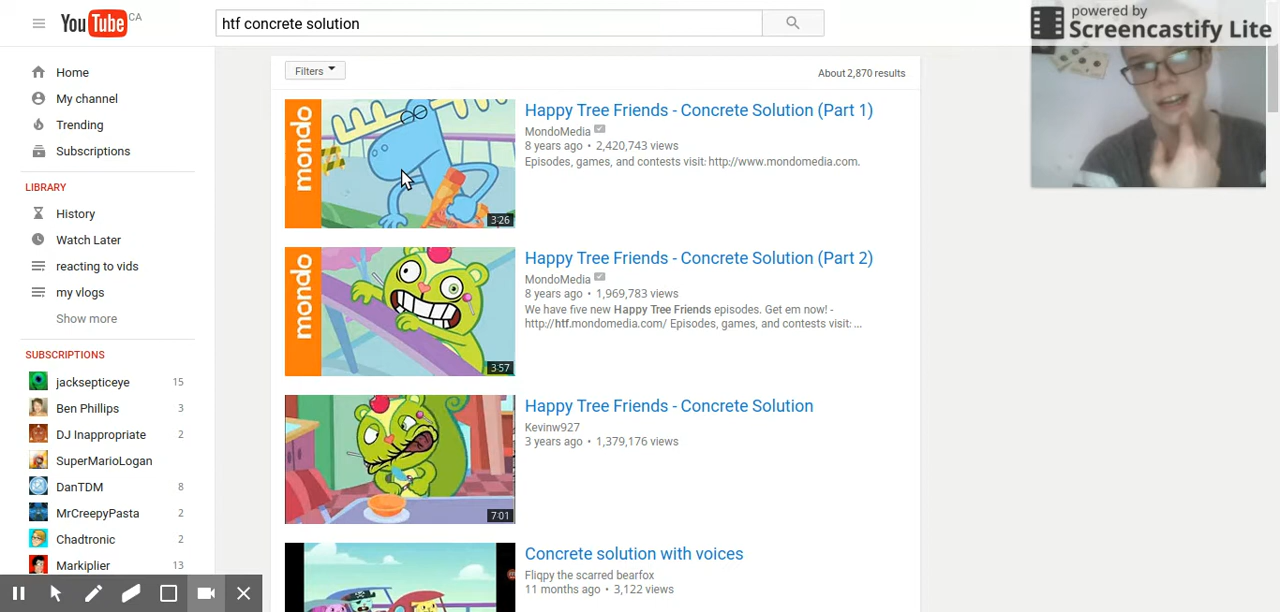 powered by
Screencastify Lite
YouTube CA
htf concrete solution
Home
My channel
Trending
Subscriptions
LIBRARY
History
Watch Later
reacting to vids
my vlogs
Show more
SUBSCRIPTIONS
jacksepticeye 15
Ben Phillips 3
DJ Inappropriate 2
SuperMarioLogan
DanTDM 8
MrCreepyPasta 2
Chadtronic 2
Markiplier 13
Filters
About 2,870 results
mondo
3:26
Happy Tree Friends - Concrete Solution (Part 1)
MondoMedia
8 years ago • 2,420,743 views
Episodes, games, and contests visit: http://www.mondomedia.com.
mondo
3:57
Happy Tree Friends - Concrete Solution (Part 2)
MondoMedia
8 years ago • 1,969,783 views
We have five new Happy Tree Friends episodes. Get em now! -
http://htf.mondomedia.com/ Episodes, games, and contests visit: ...
7:01
Happy Tree Friends - Concrete Solution
Kevinw927
3 years ago • 1,379,176 views
Concrete solution with voices
Fliqpy the scarred bearfox
11 months ago • 3,122 views